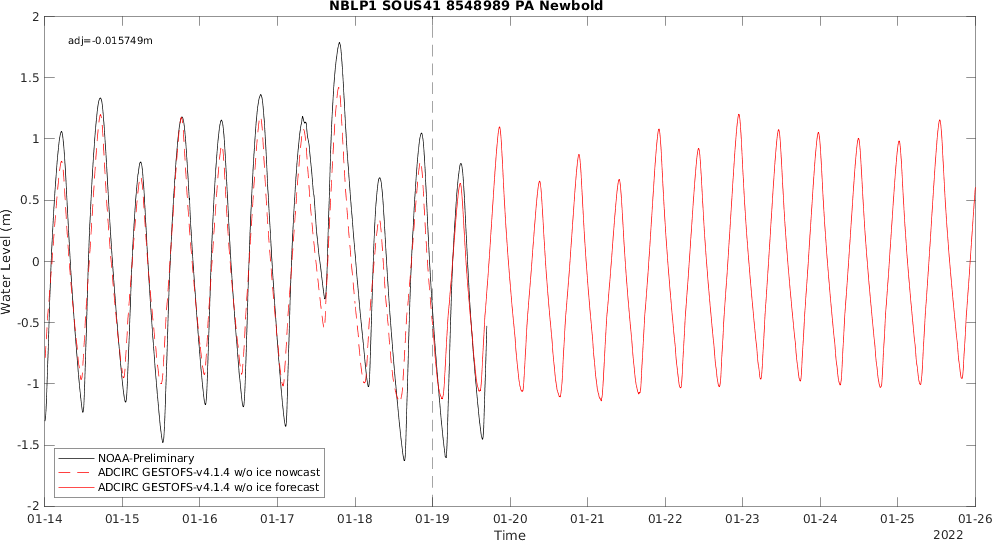 NBLP1 SOUS41 8548989 PA Newbold
adj=-0.015749m
2
1.5
1
0.5
0
-0.5
-1
-1.5
-2
Water Level (m)
NOAA-Preliminary
ADCIRC GESTOFS-v4.1.4 w/o ice nowcast
ADCIRC GESTOFS-v4.1.4 w/o ice forecast
01-14 01-15 01-16 01-17 01-18 01-19 01-20 01-21 01-22 01-23 01-24 01-25 01-26
Time
2022